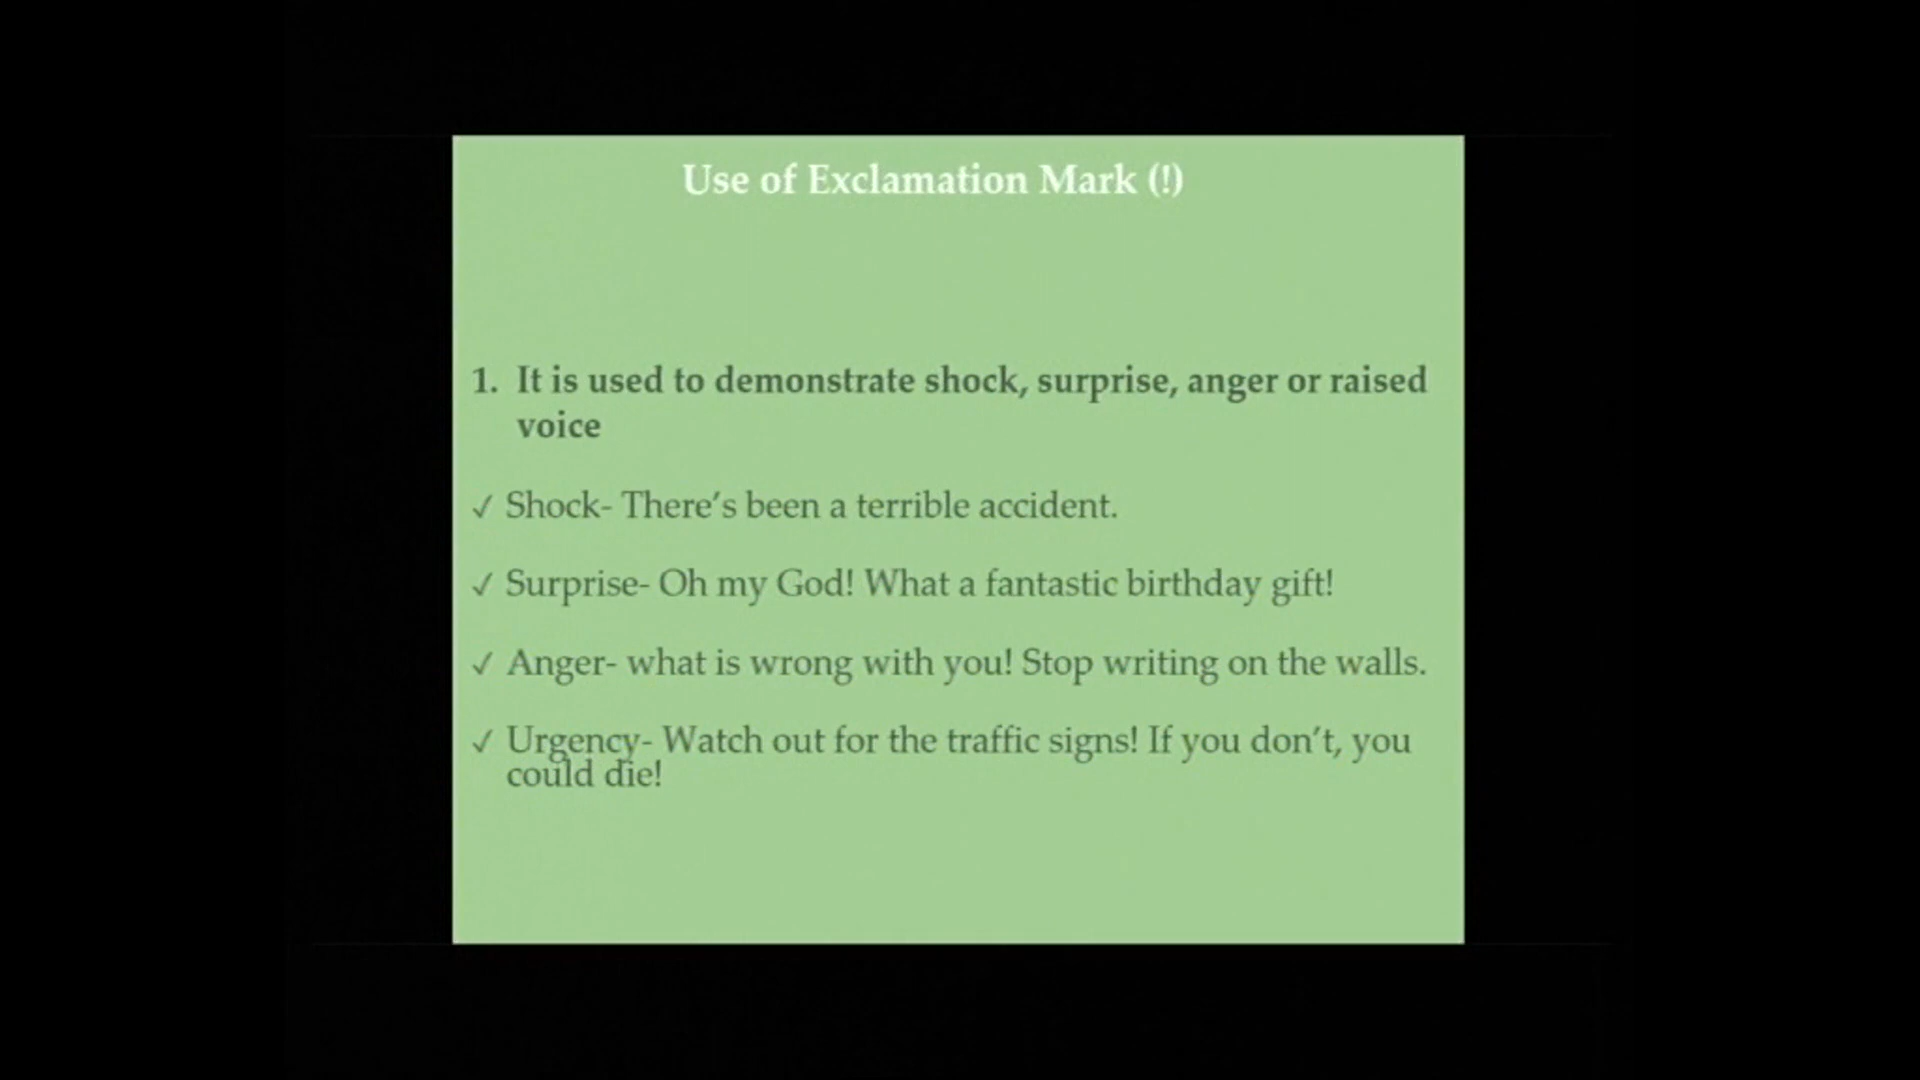 Use of Exclamation Mark (!)
1. It is used to demonstrate shock, surprise, anger or raised
voice
✓ Shock- There’s been a terrible accident.
✓ Surprise- Oh my God! What a fantastic birthday gift!
✓ Anger- what is wrong with you! Stop writing on the walls.
✓ Urgency- Watch out for the traffic signs! If you don’t, you
could die!